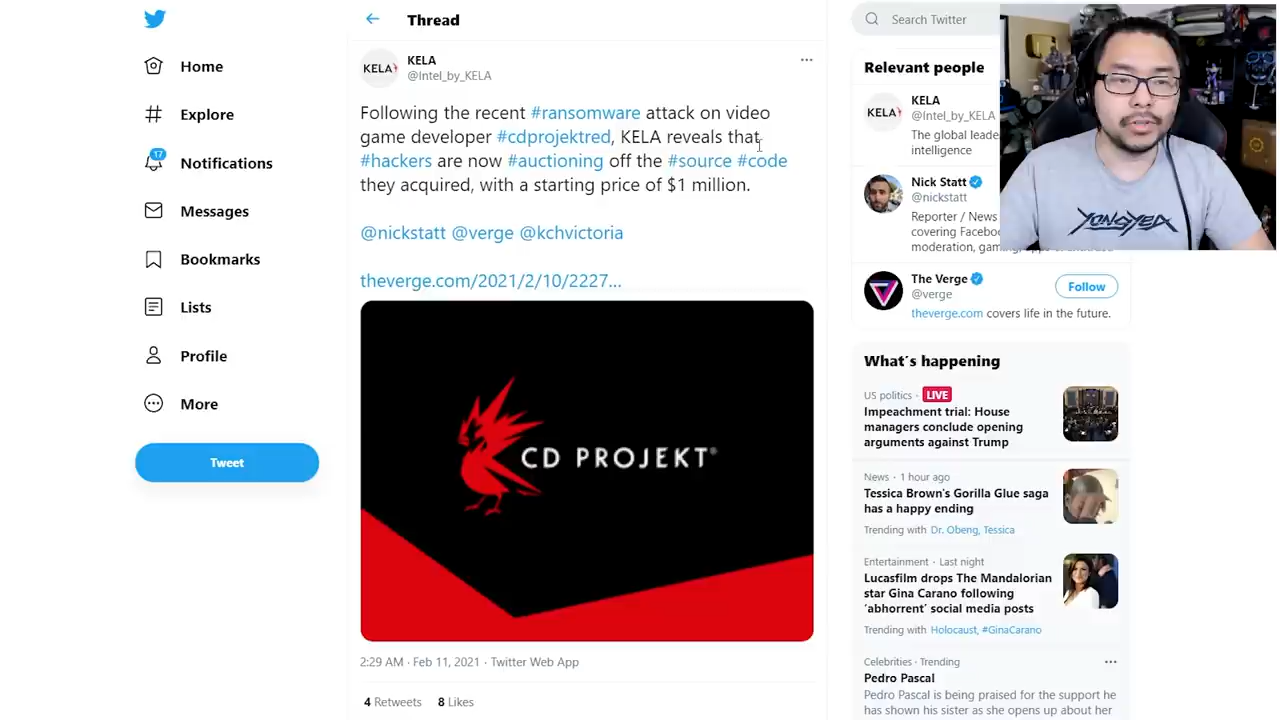 Home
Explore
17
Notifications
Messages
Bookmarks
Lists
Profile
More
Tweet
Thread
KELA
KELA
@Intel_by_KELA
Following the recent #ransomware attack on video
game developer #cdprojektred, KELA reveals that
#hackers are now #auctioning off the #source #code
they acquired, with a starting price of $1 million.
@nickstatt @verge @kchvictoria
theverge.com/2021/2/10/2227...
CD PROJEKT®
2:29 AM · Feb 11, 2021 · Twitter Web App
4 Retweets 8 Likes
Search Twitter
Relevant people
KELA
KELA
@Intel_by_KELA
The global leade
intelligence
Nick Statt
@nickstatt
Reporter / News
covering Facebo
moderation, gam
The Verge
@verge
Follow
theverge.com covers life in the future.
What's happening
US politics · LIVE
Impeachment trial: House
managers conclude opening
arguments against Trump
News · 1 hour ago
Tessica Brown's Gorilla Glue saga
has a happy ending
Trending with Dr. Obeng, Tessica
Entertainment · Last night
Lucasfilm drops The Mandalorian
star Gina Carano following
'abhorrent' social media posts
Trending with Holocaust, #GinaCarano
Celebrities · Trending
Pedro Pascal
Pedro Pascal is being praised for the support he
has shown his sister as she opens up about her
YONGYEA